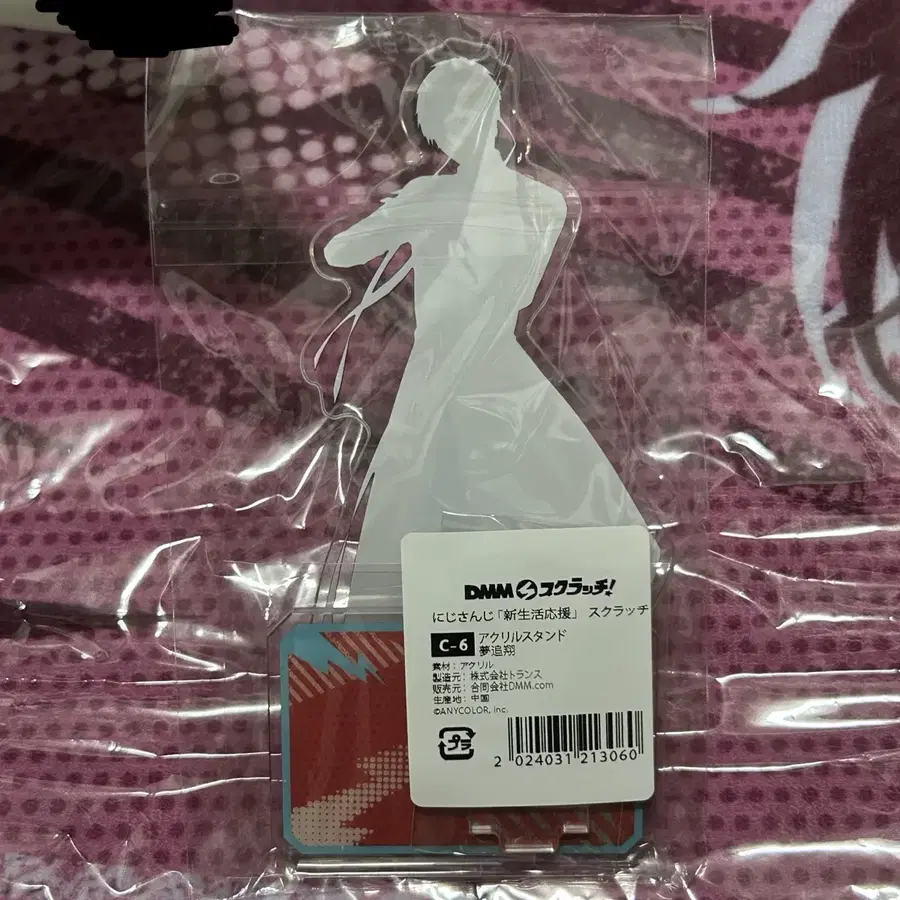 DMMスクラッチ!
にじさんじ「新生活応援」 スクラッチ
C-6 アクリルスタンド
夢追翔
素材：アクリル
製造元：株式会社トランス
販売元：合同会社DMM.com
生産地：中国
©ANYCOLOR, Inc.
プラ
2 024031 213060